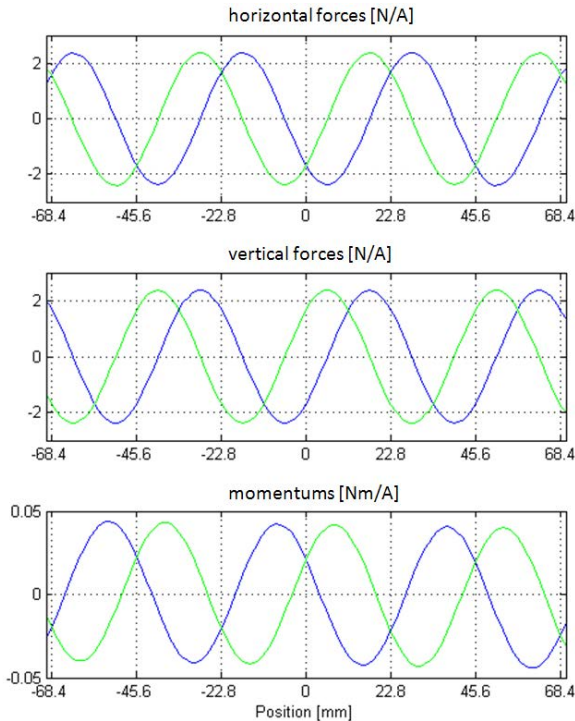 horizontal forces [N/A]
2
0
-2
-68.4 -45.6 -22.8 0 22.8 45.6 68.4
vertical forces [N/A]
2
0
-2
-68.4 -45.6 -22.8 0 22.8 45.6 68.4
momentums [Nm/A]
0.05
0
-0.05
-68.4 -45.6 -22.8 0 22.8 45.6 68.4
Position [mm]